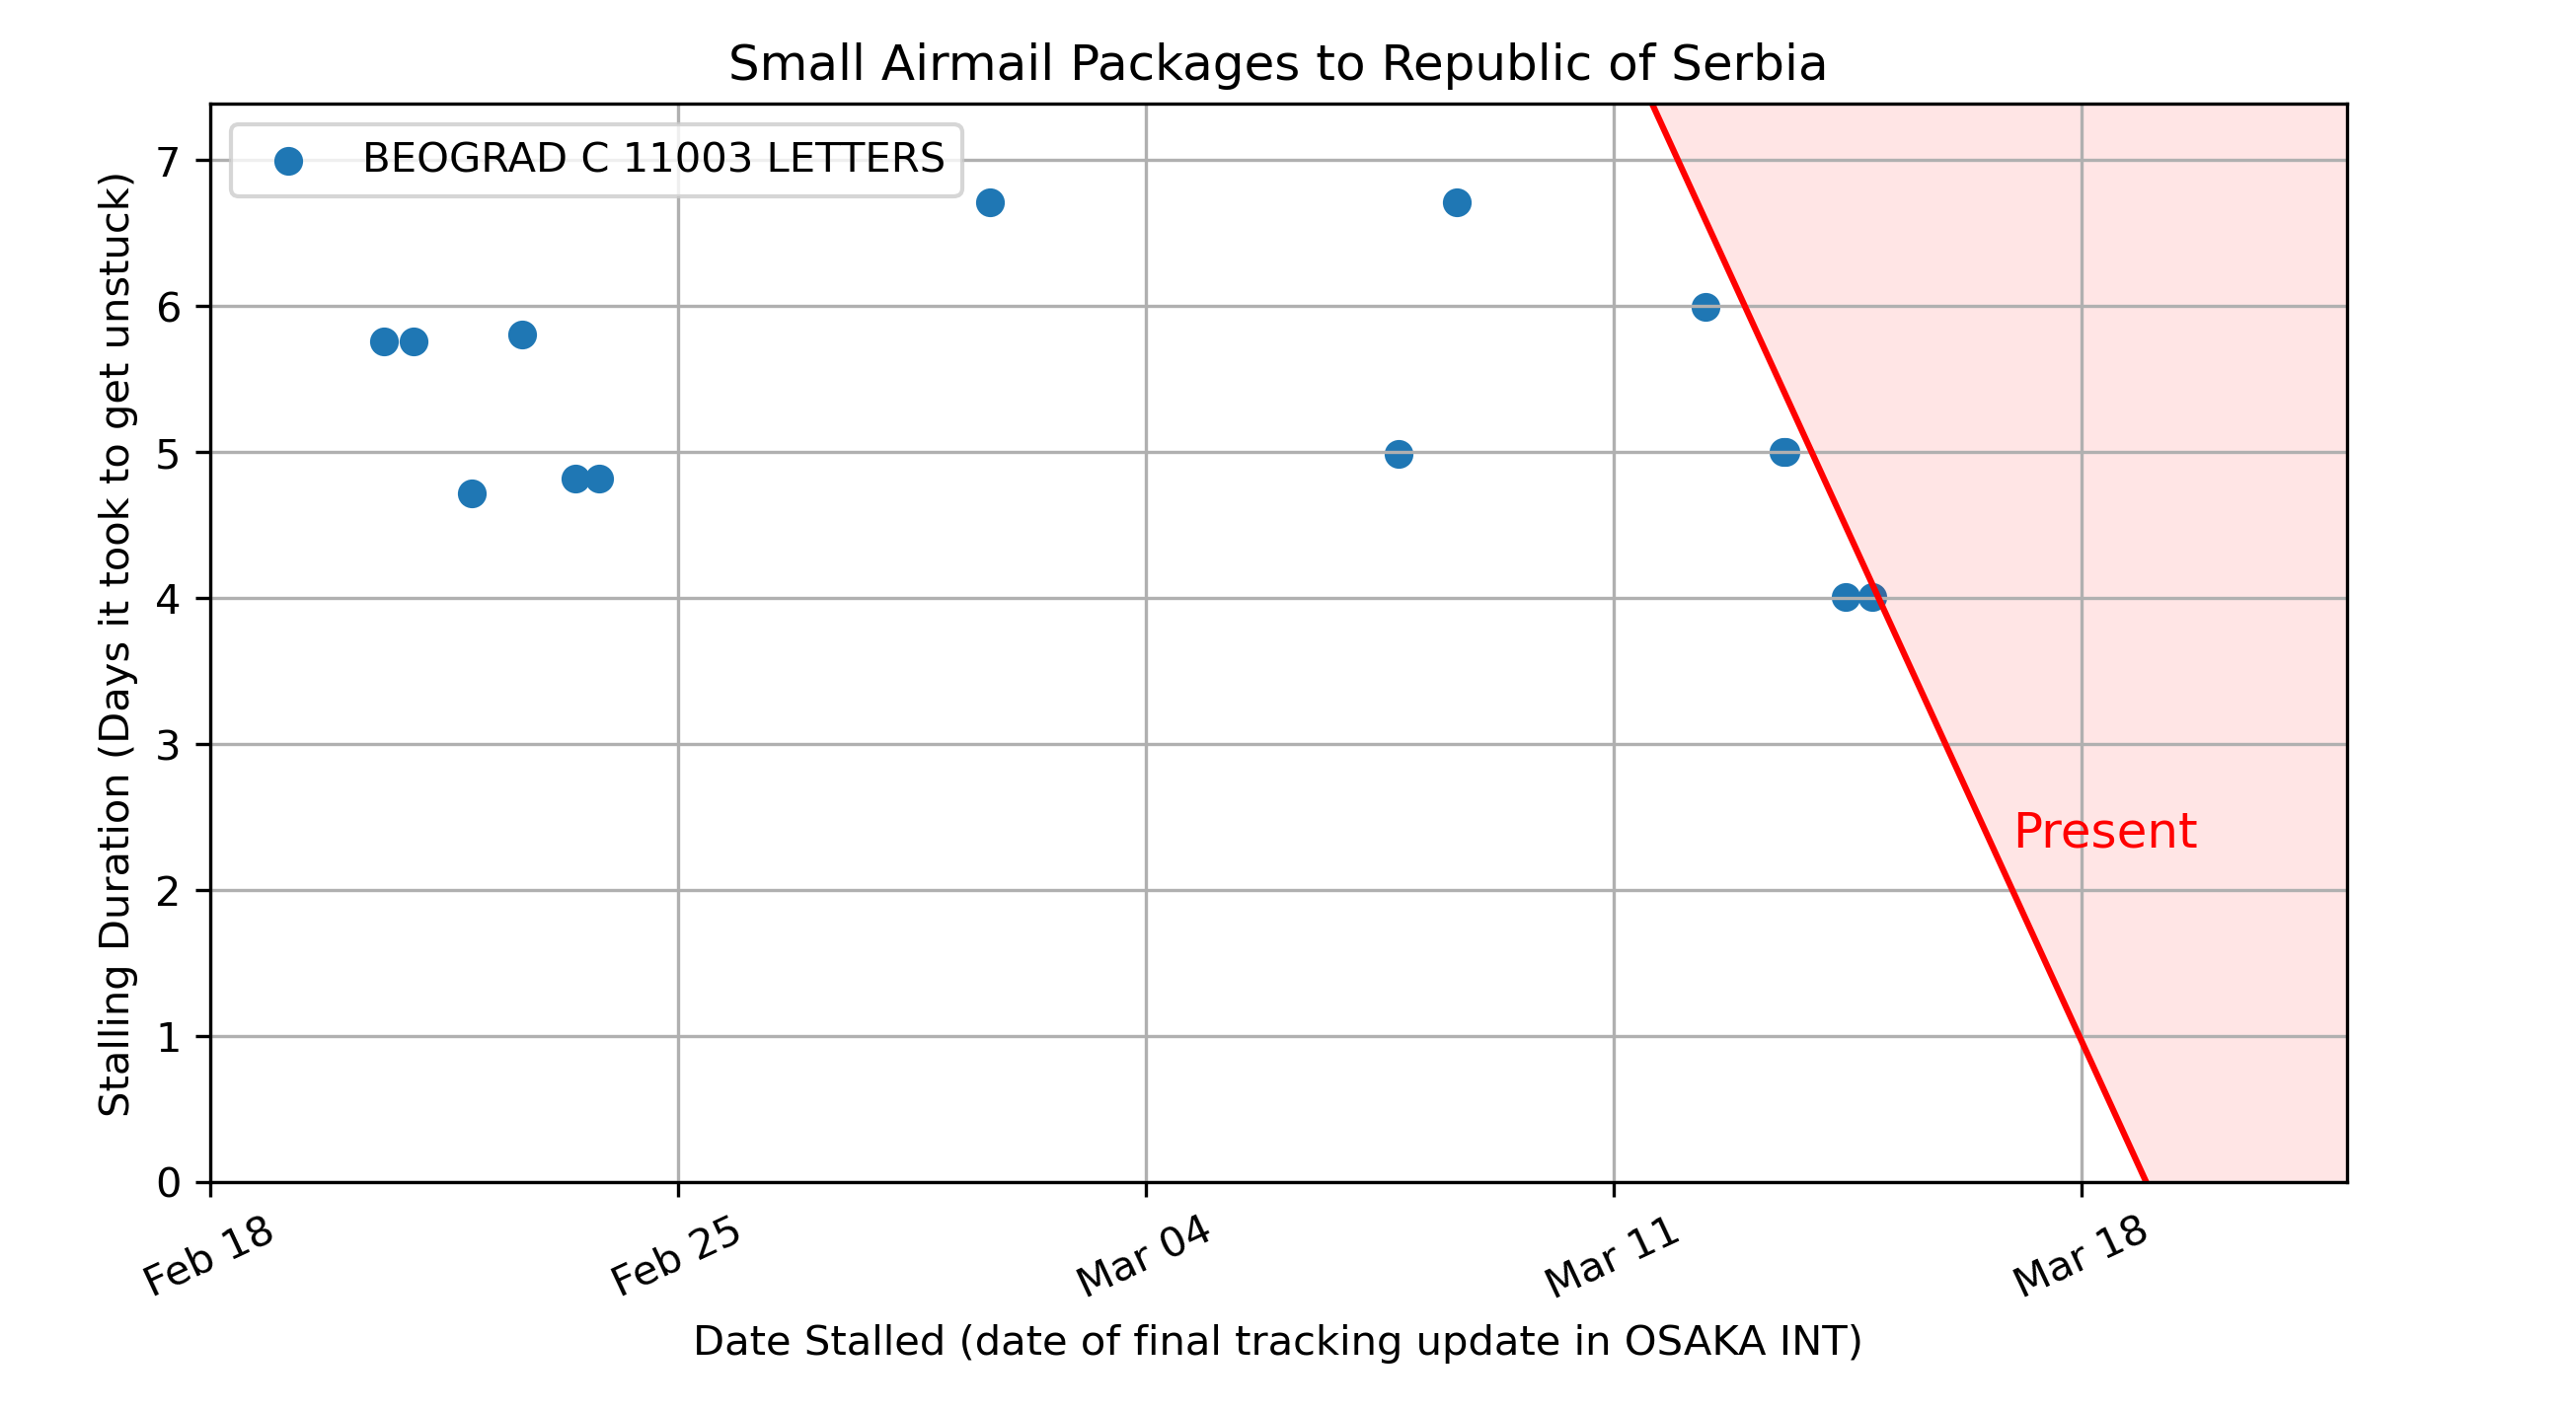 Small Airmail Packages to Republic of Serbia
BEOGRAD C 11003 LETTERS
Stalling Duration (Days it took to get unstuck)
7
6
5
4
3
2
1
0
Present
Feb 18
Feb 25
Mar 04
Mar 11
Mar 18
Date Stalled (date of final tracking update in OSAKA INT)